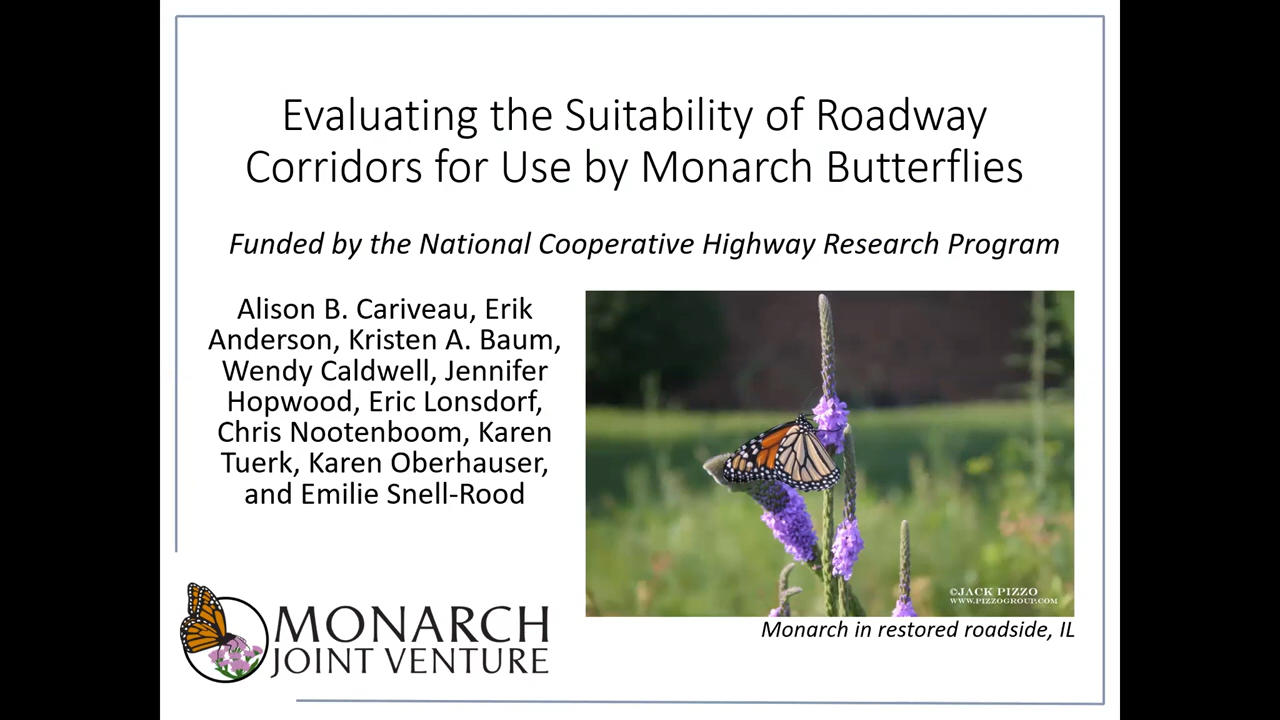 Evaluating the Suitability of Roadway
Corridors for Use by Monarch Butterflies
Funded by the National Cooperative Highway Research Program
Alison B. Cariveau, Erik
Anderson, Kristen A. Baum,
Wendy Caldwell, Jennifer
Hopwood, Eric Lonsdorf,
Chris Nootenboom, Karen
Tuerk, Karen Oberhauser,
and Emilie Snell-Rood
©JACK PIZZO
WWW.PIZZOGROUP.COM
Monarch in restored roadside, IL
MONARCH
JOINT VENTURE